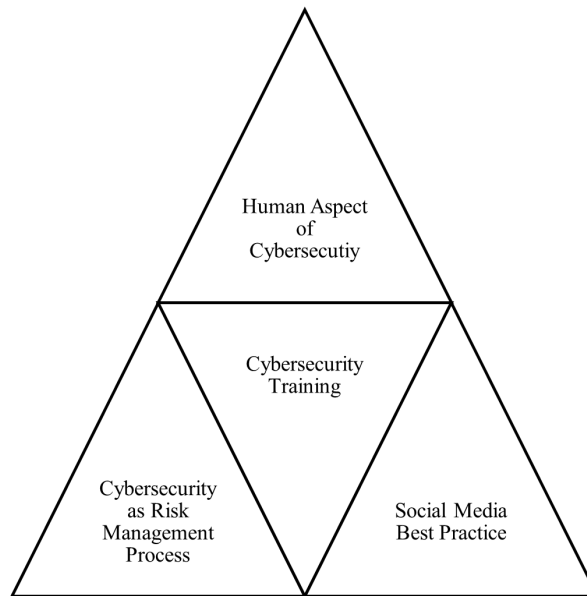 Human Aspect
of
Cybersecutiy
Cybersecurity
Training
Cybersecurity
as Risk
Management
Process
Social Media
Best Practice